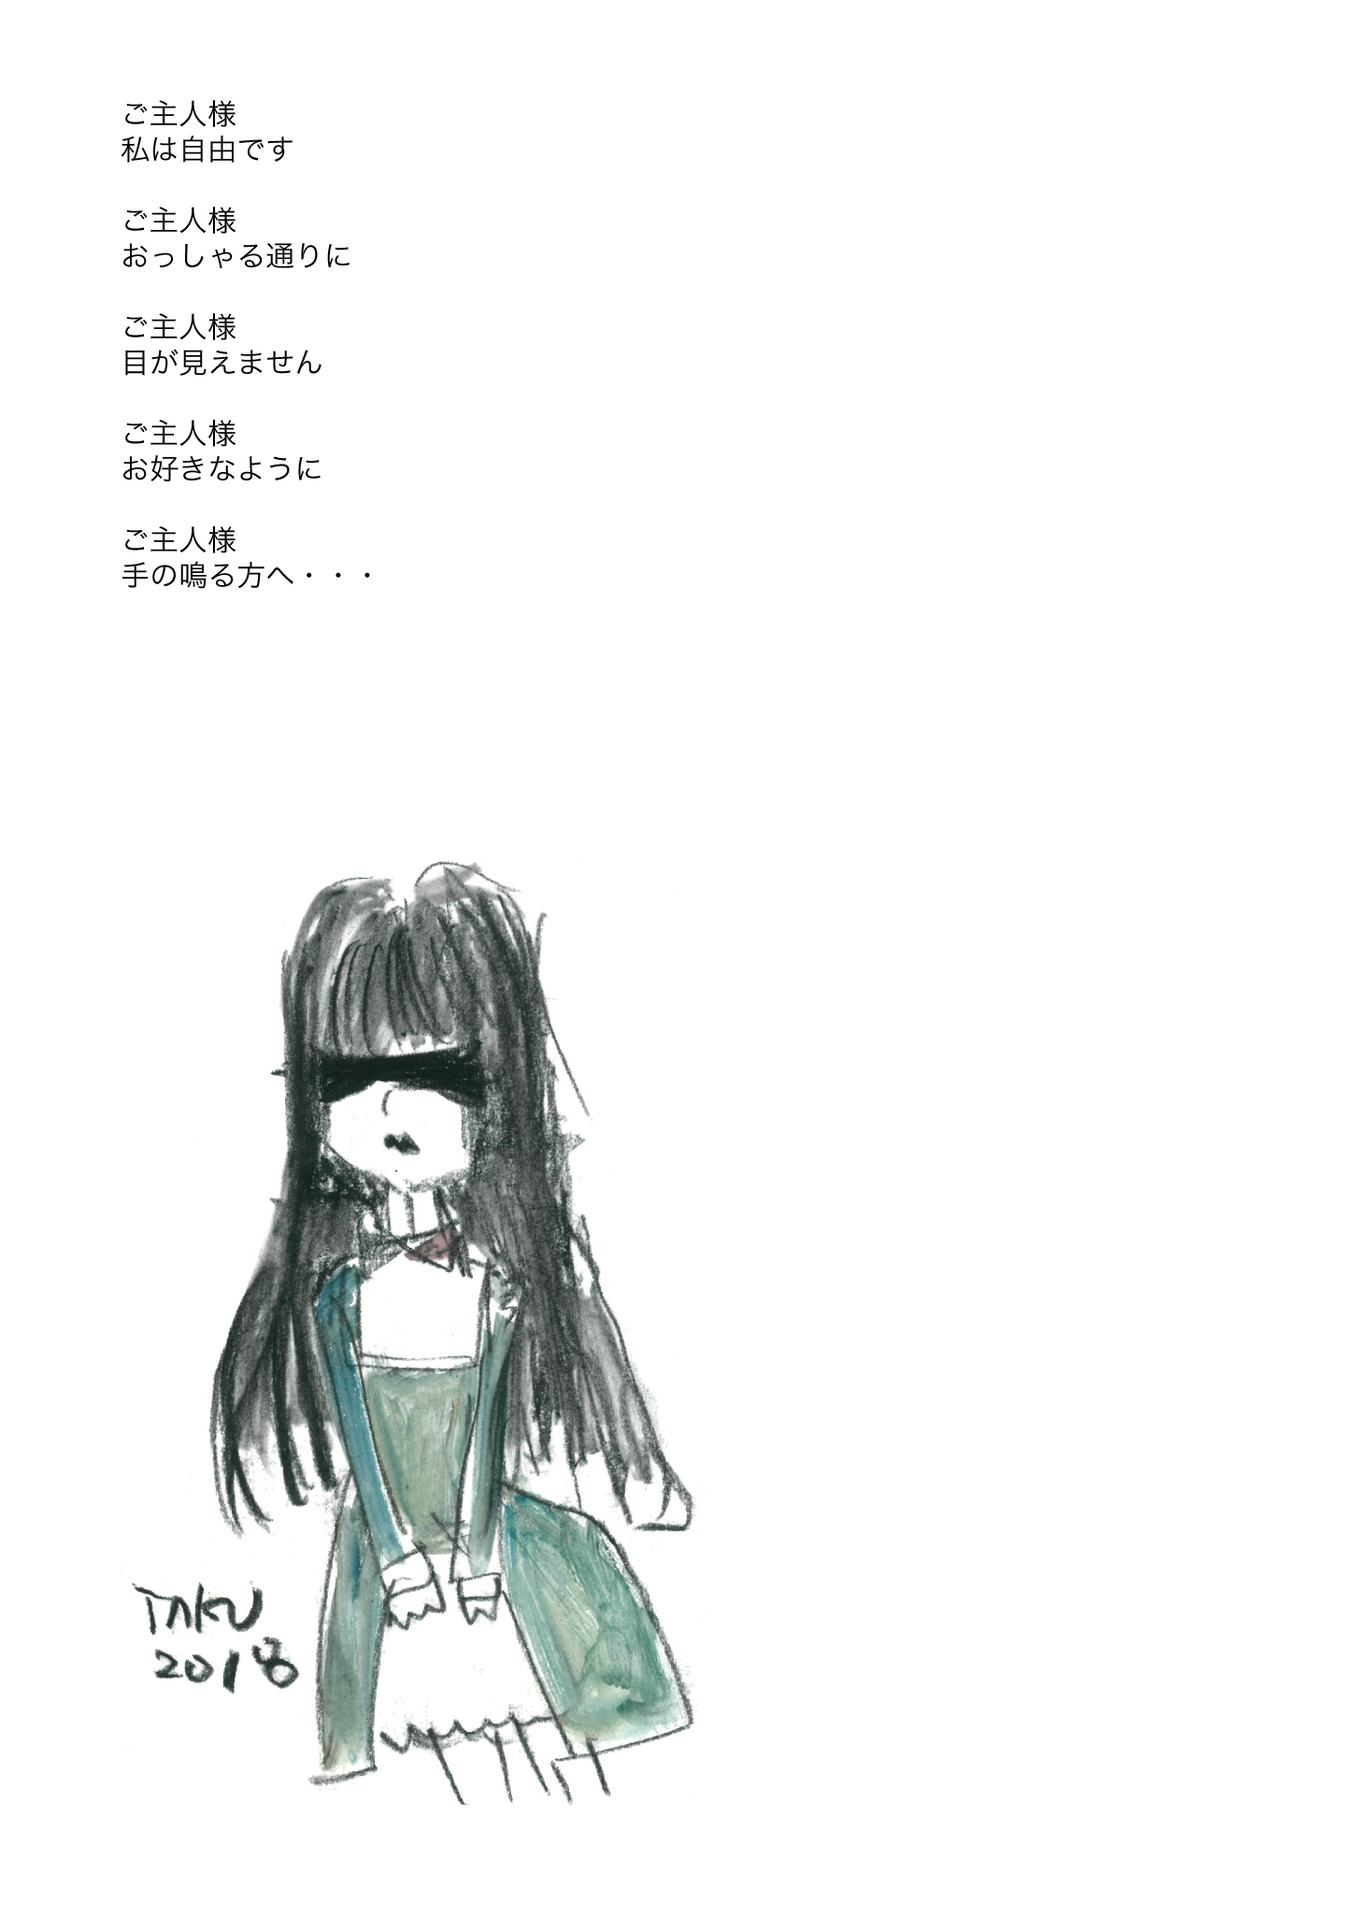 ご主人様
私は自由です
ご主人様
おっしゃる通りに
ご主人様
目が見えません
ご主人様
お好きなように
ご主人様
手の鳴る方へ・・・
TAKU
2018